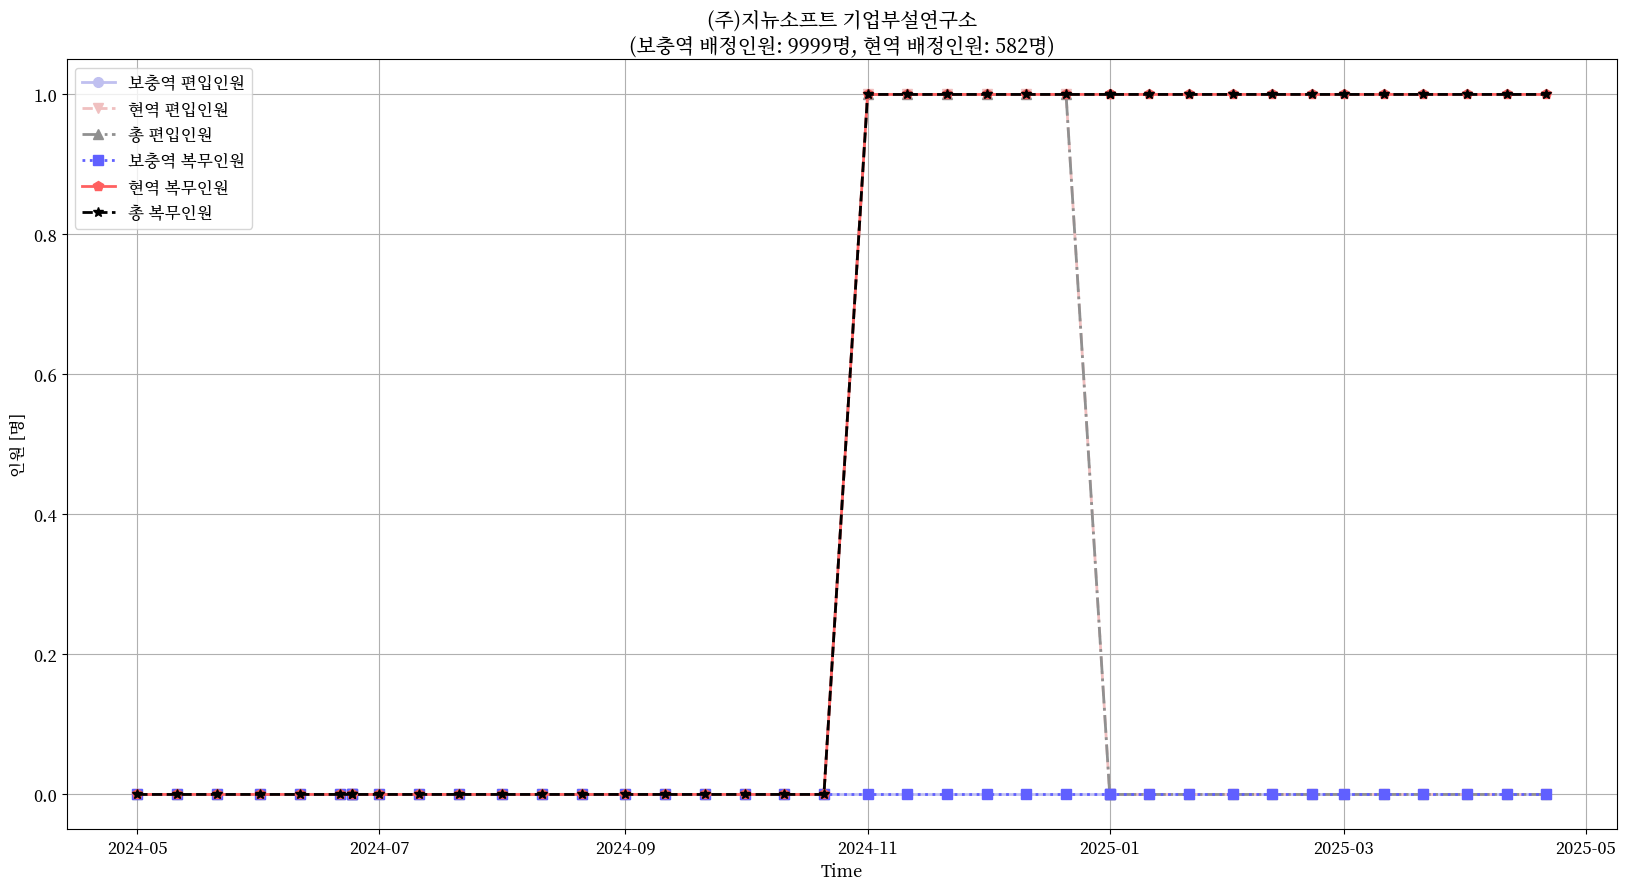 (주)지뉴소프트 기업부설연구소
(보충역 배정인원: 9999명, 현역 배정인원: 582명)
보충역 편입인원
현역 편입인원
총 편입인원
보충역 복무인원
현역 복무인원
총 복무인원
인원 [명]
1.0
0.8
0.6
0.4
0.2
0.0
2024-05
2024-07
2024-09
2024-11
2025-01
2025-03
2025-05
Time